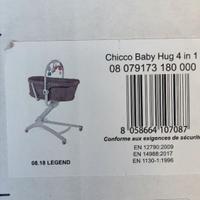 Chicco Baby Hug 4 in 1
08 079173 180 000
8 058664 107087
Conforme aux exigences de sécurité
EN 12790:2009
EN 14988:2017
EN 1130-1:1996
08.18 LEGEND